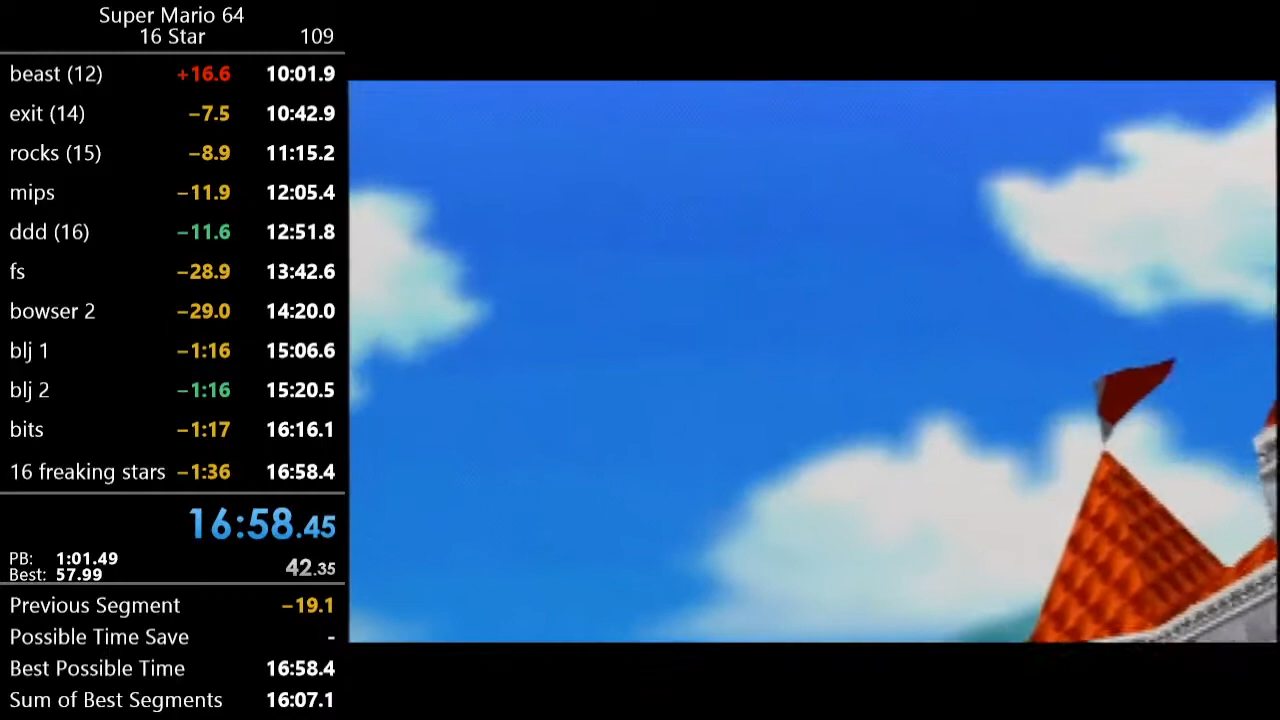 Super Mario 64
16 Star 109
beast (12) +16.6 10:01.9
exit (14) −7.5 10:42.9
rocks (15) −8.9 11:15.2
mips −11.9 12:05.4
ddd (16) −11.6 12:51.8
fs −28.9 13:42.6
bowser 2 −29.0 14:20.0
blj 1 −1:16 15:06.6
blj 2 −1:16 15:20.5
bits −1:17 16:16.1
16 freaking stars −1:36 16:58.4
16:58.45
PB: 1:01.49
Best: 57.99 42.35
Previous Segment −19.1
Possible Time Save -
Best Possible Time 16:58.4
Sum of Best Segments 16:07.1